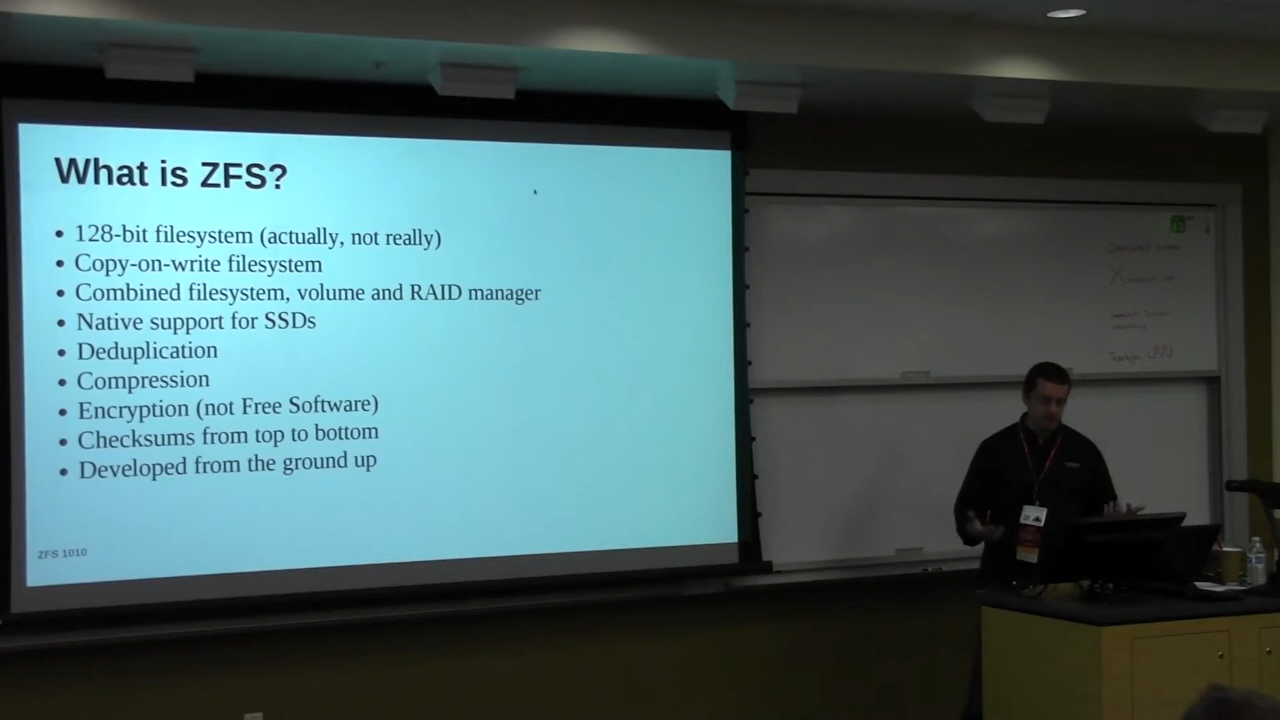 What is ZFS?
• 128-bit filesystem (actually, not really)
• Copy-on-write filesystem
• Combined filesystem, volume and RAID manager
• Native support for SSDs
• Deduplication
• Compression
• Encryption (not Free Software)
• Checksums from top to bottom
• Developed from the ground up
ZFS 1010
UVU